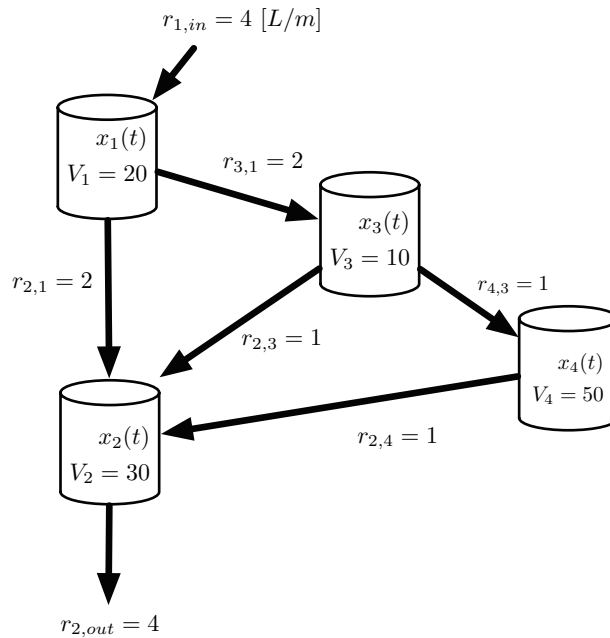 r_{1,in} = 4 [L/m]
x_1(t)
V_1 = 20
r_{3,1} = 2
x_3(t)
V_3 = 10
r_{2,1} = 2
r_{4,3} = 1
r_{2,3} = 1
x_4(t)
V_4 = 50
x_2(t)
V_2 = 30
r_{2,4} = 1
r_{2,out} = 4